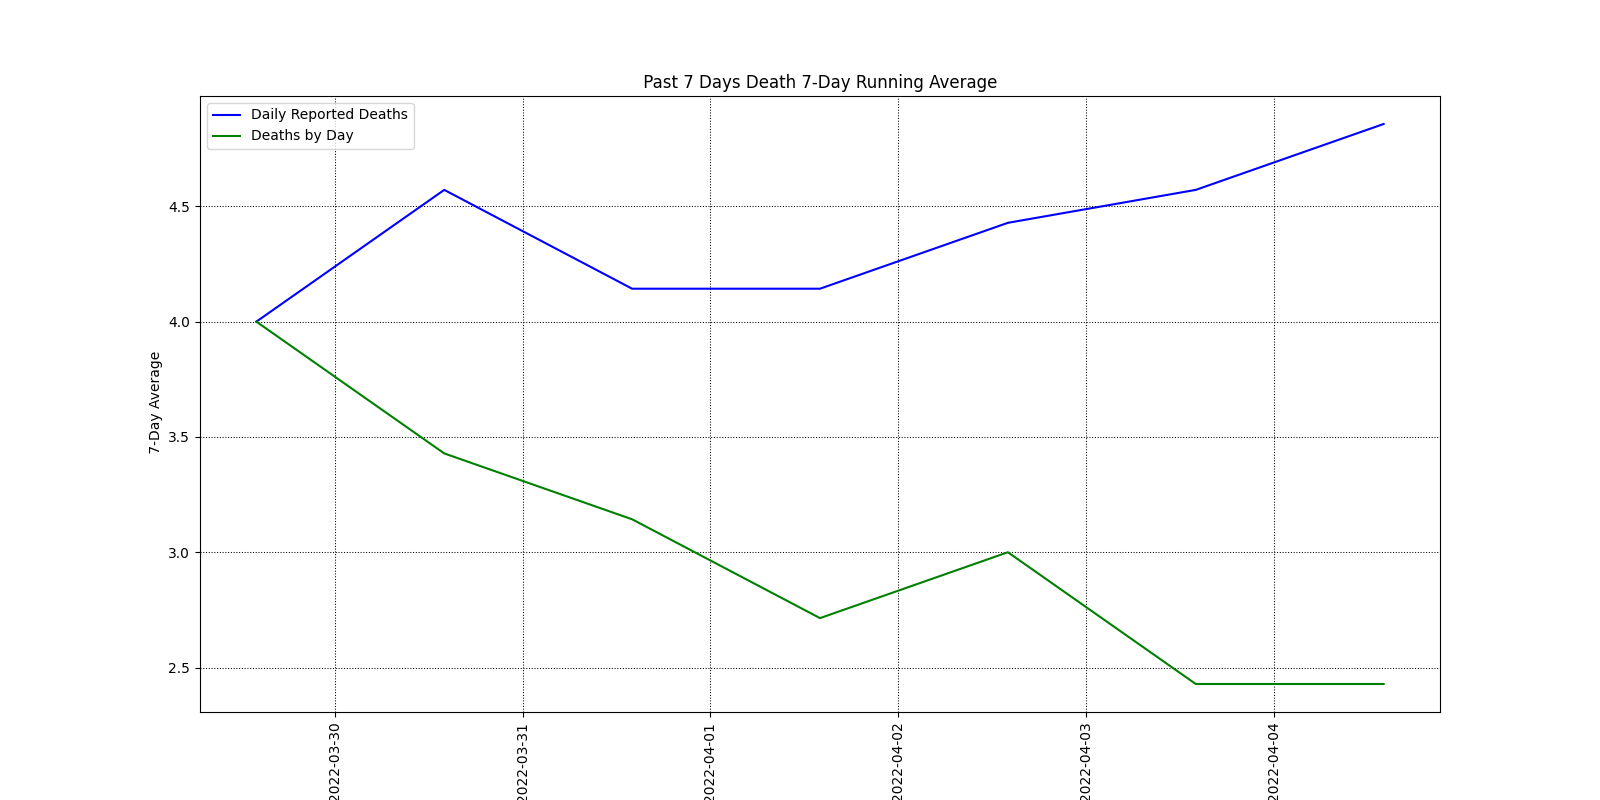 Past 7 Days Death 7-Day Running Average
Daily Reported Deaths
Deaths by Day
4.5
4.0
3.5
3.0
2.5
7-Day Average
2022-03-30
2022-03-31
2022-04-01
2022-04-02
2022-04-03
2022-04-04